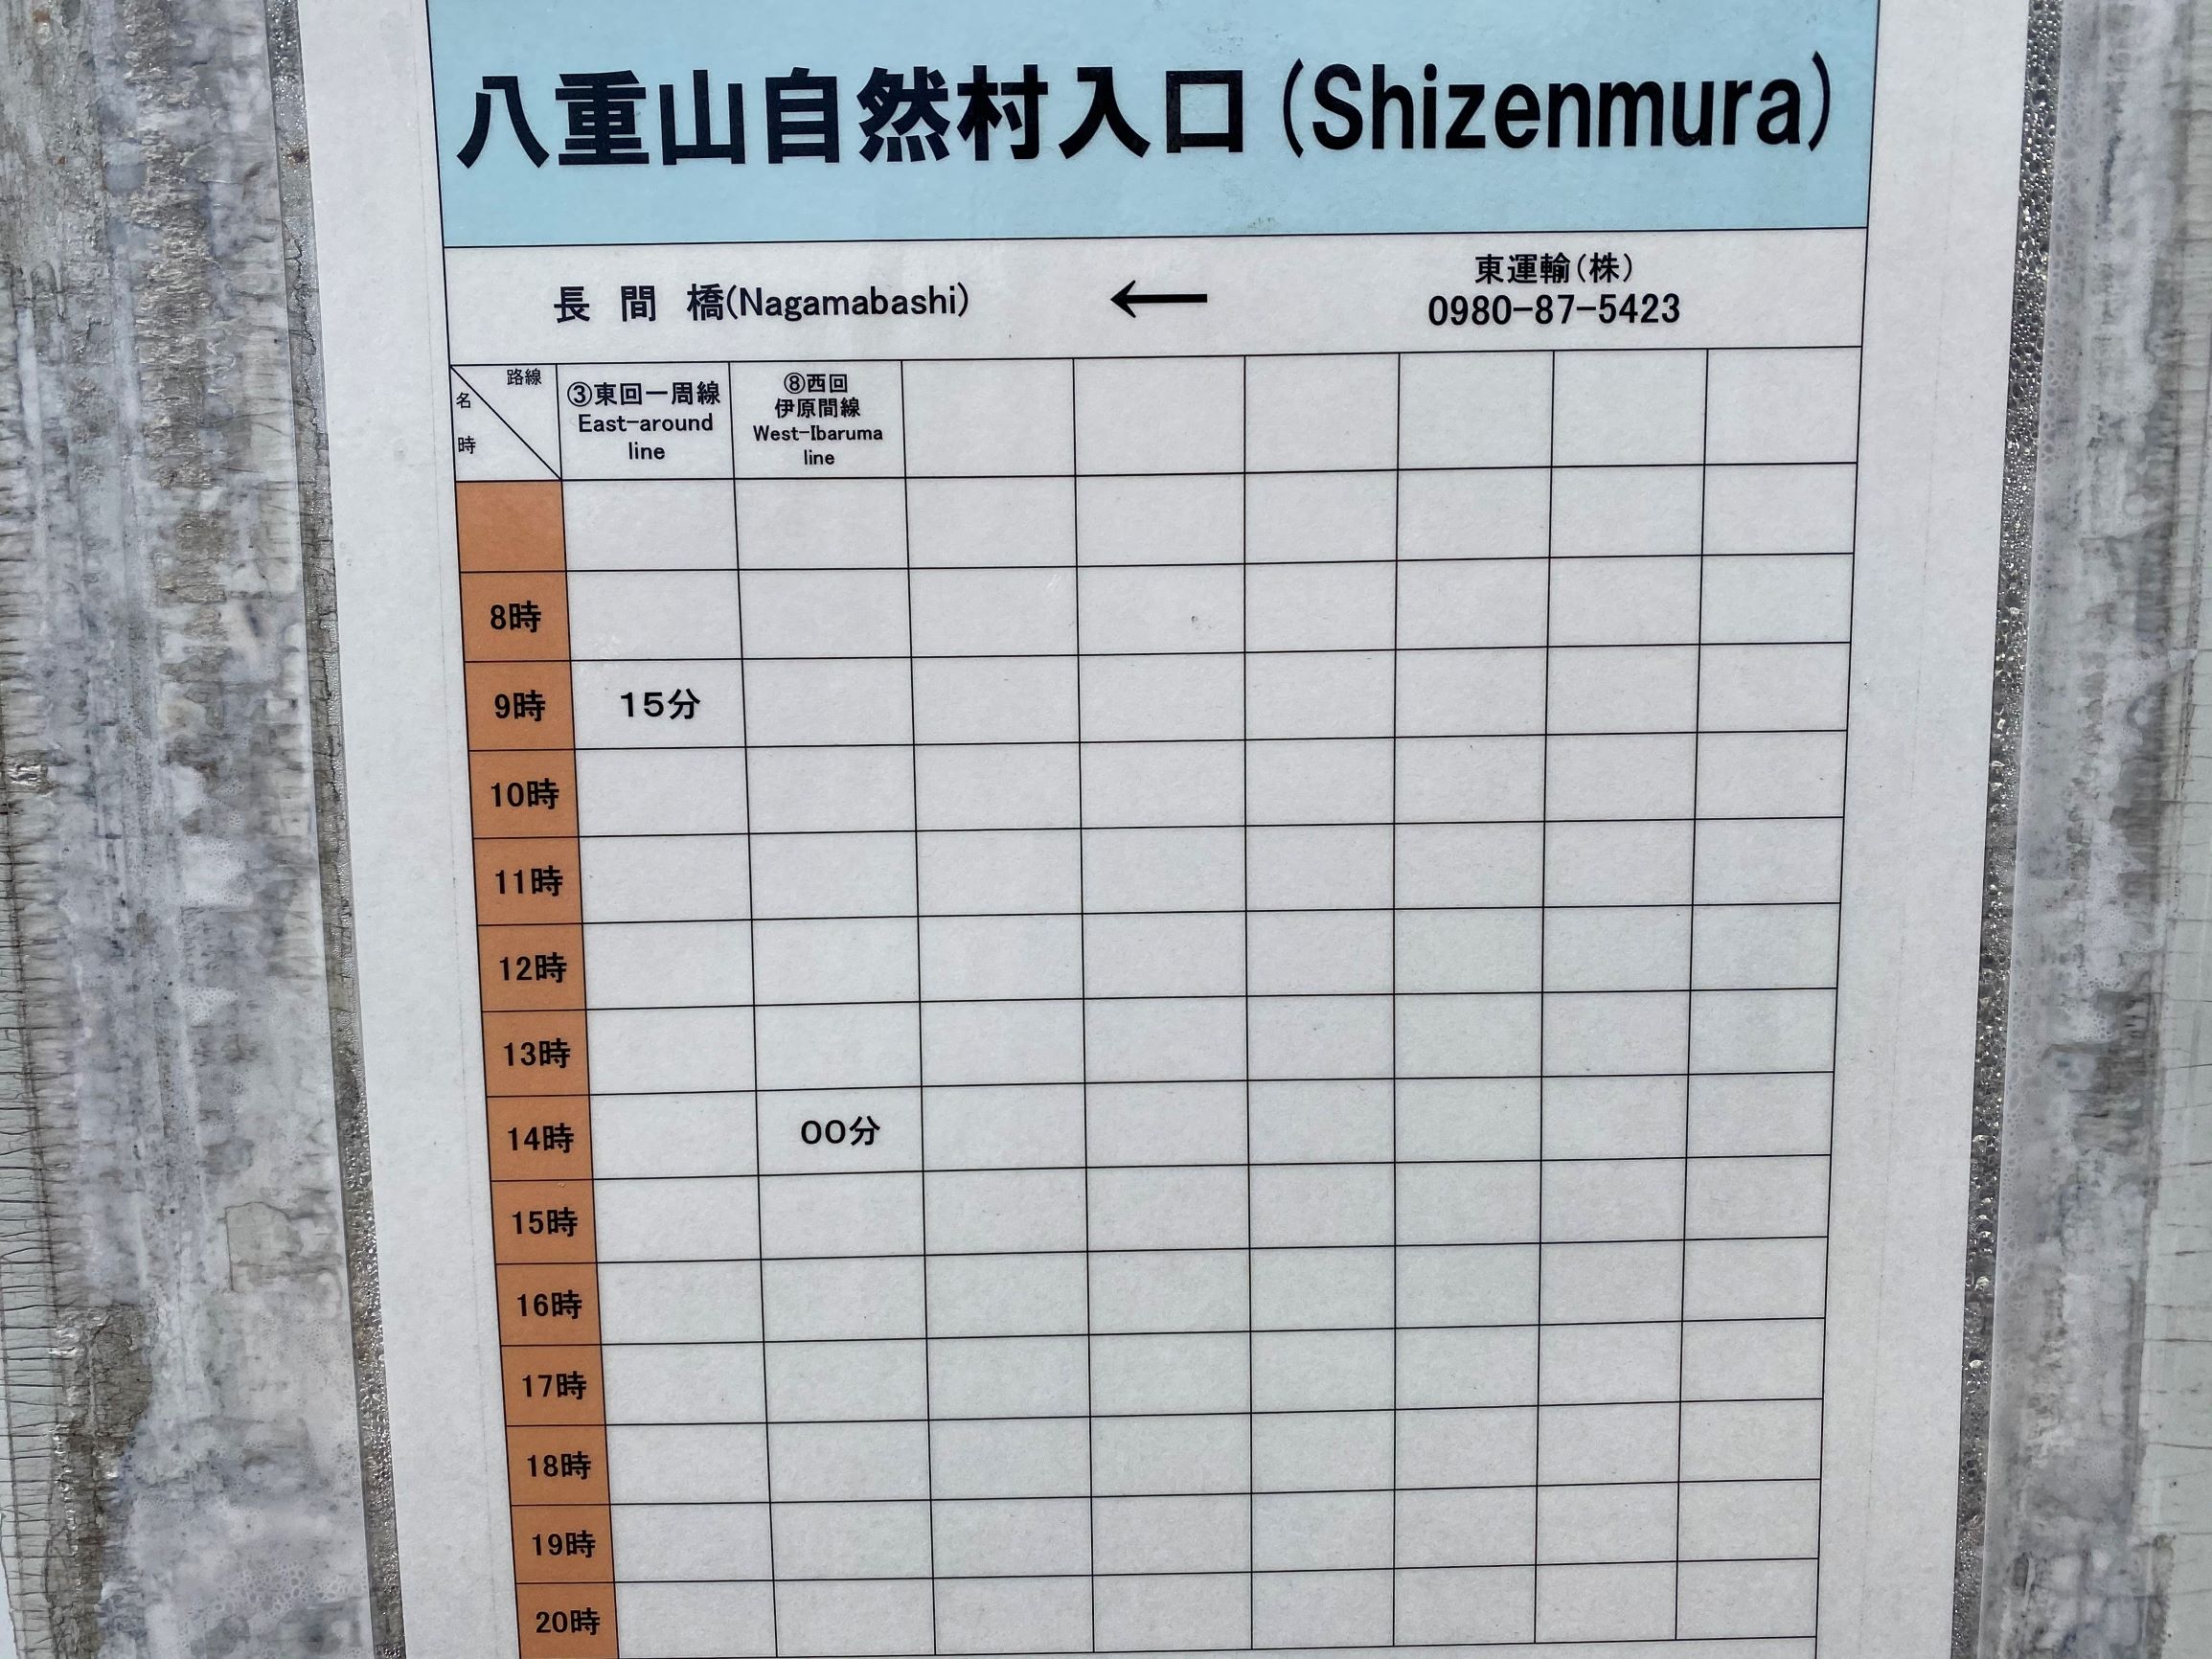 八重山自然村入口(Shizenmura)
長 間 橋(Nagamabashi)
←
東運輸(株)
0980-87-5423
路線
名
時
③東回一周線
East-around
line
⑧西回
伊原間線
West-Ibaruma
line
8時
9時 15分
10時
11時
12時
13時
14時 00分
15時
16時
17時
18時
19時
20時